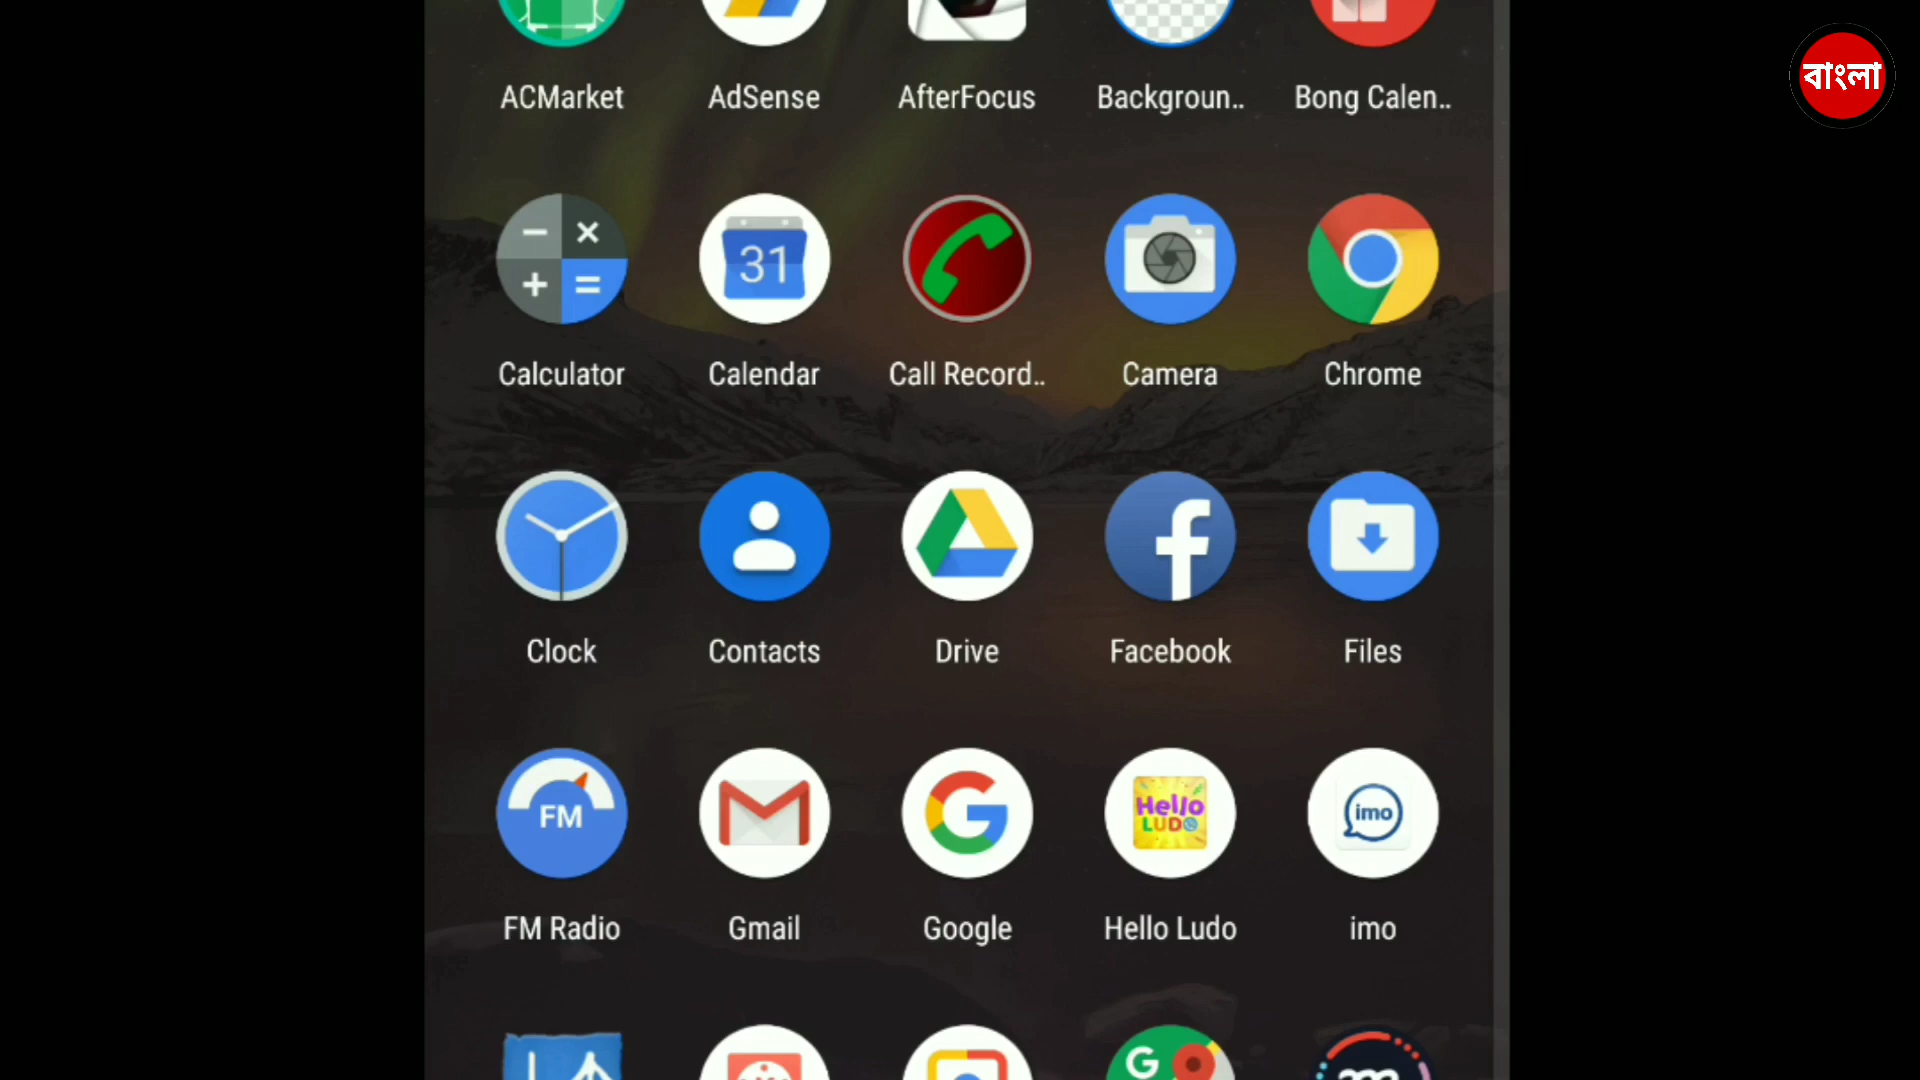 বাংলা
ACMarket AdSense AfterFocus Backgroun.. Bong Calen..
31
Calculator Calendar Call Record.. Camera Chrome
Clock Contacts Drive Facebook Files
FM Hello LUDO imo
FM Radio Gmail Google Hello Ludo imo